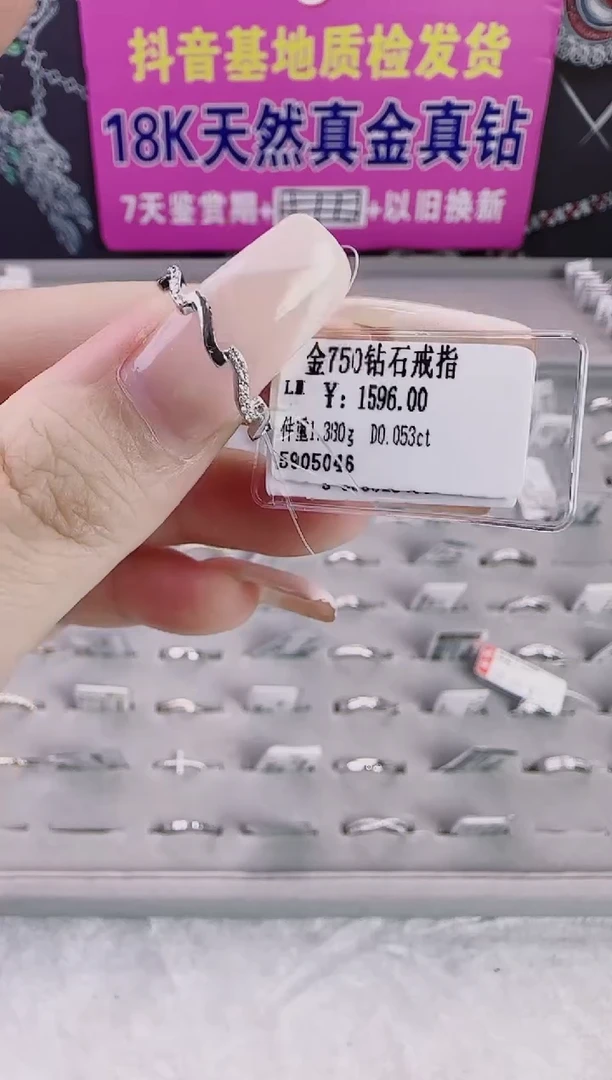 抖音基地质检发货
18K天然真金真钻
7天鉴赏期+
+以旧换新
金750钻石戒指
¥: 1596.00
件重1.380g D0.053ct